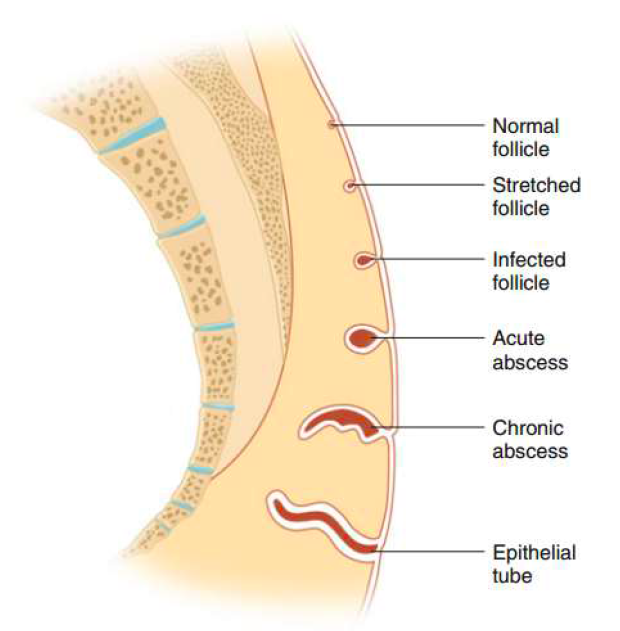 Normal
follicle
Stretched
follicle
Infected
follicle
Acute
abscess
Chronic
abscess
Epithelial
tube